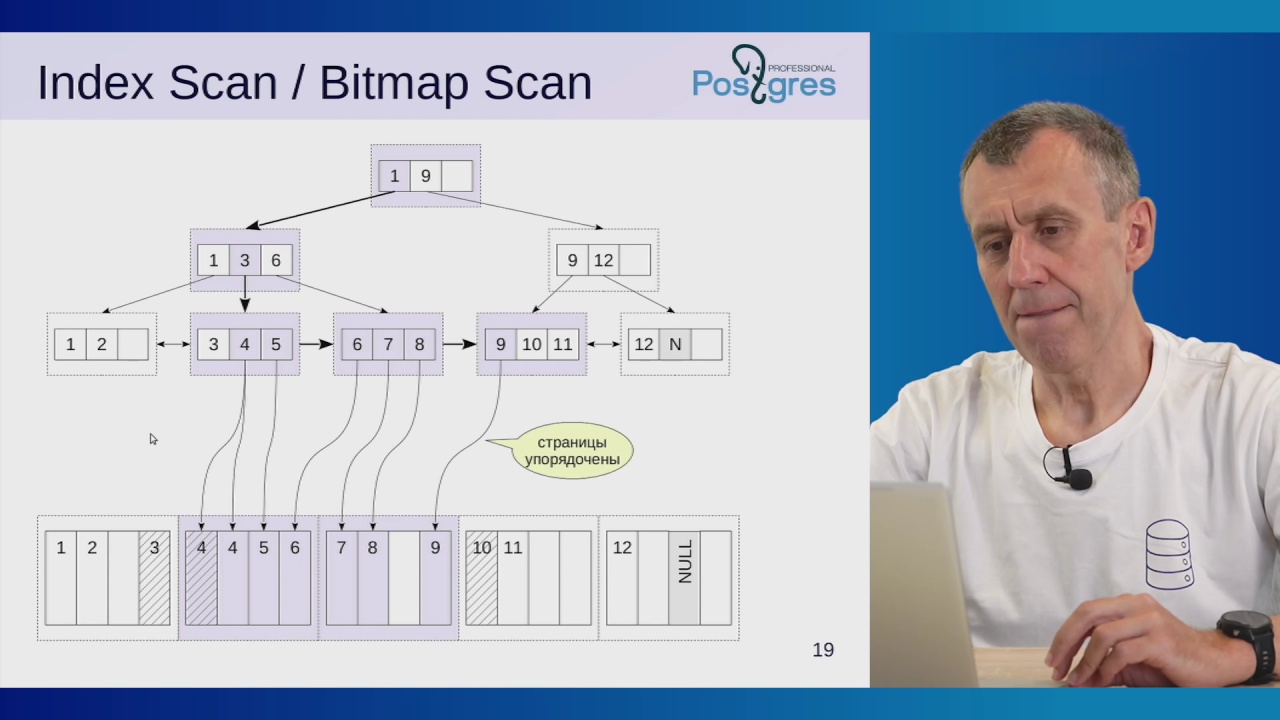 Index Scan / Bitmap Scan
PROFESSIONAL
Postgres
1 9
1 3 6
9 12
1 2
3 4 5
6 7 8
9 10 11
12 N
страницы
упорядочены
1 2 3
4 4 5 6
7 8 9
10 11
12 NULL
19